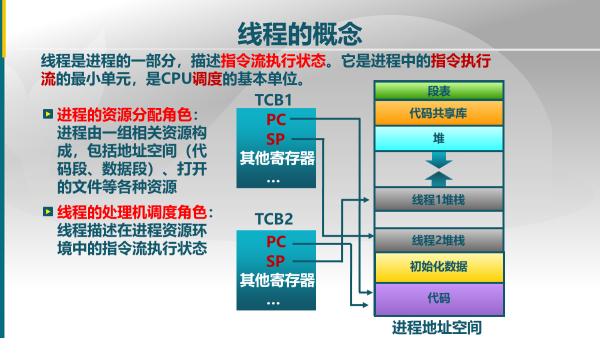 线程的概念
线程是进程的一部分，描述指令流执行状态。它是进程中的指令执行
流的最小单元，是CPU调度的基本单位。
进程的资源分配角色：
进程由一组相关资源构
成，包括地址空间（代
码段、数据段）、打开
的文件等各种资源
线程的处理机调度角色：
线程描述在进程资源环
境中的指令流执行状态
TCB1
PC
SP
其他寄存器
...
TCB2
PC
SP
其他寄存器
...
段表
代码共享库
堆
线程1堆栈
线程2堆栈
初始化数据
代码
进程地址空间